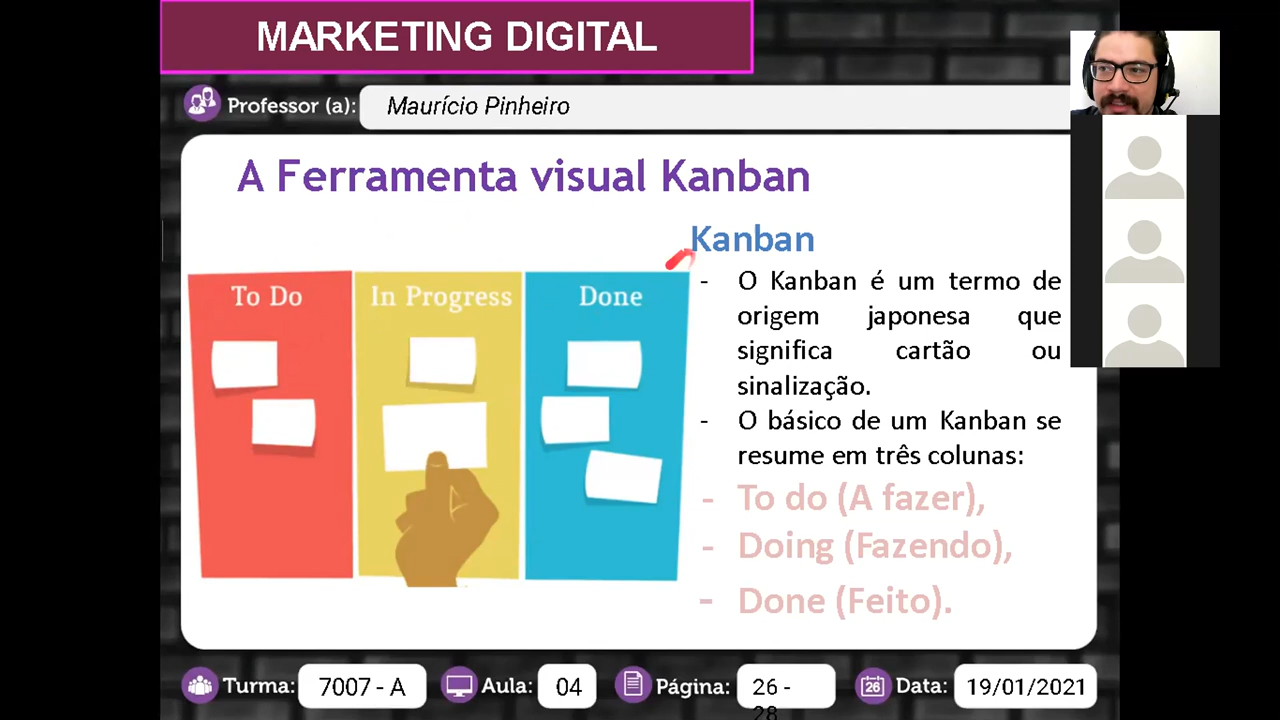 MARKETING DIGITAL
Professor (a):
Maurício Pinheiro
A Ferramenta visual Kanban
Kanban
To Do
In Progress
Done
- O Kanban é um termo de
origem japonesa que
significa cartão ou
sinalização.
- O básico de um Kanban se
resume em três colunas:
- To do (A fazer),
- Doing (Fazendo),
- Done (Feito).
Turma:
7007 - A
Aula:
04
Página:
26 -
28
26
Data:
19/01/2021